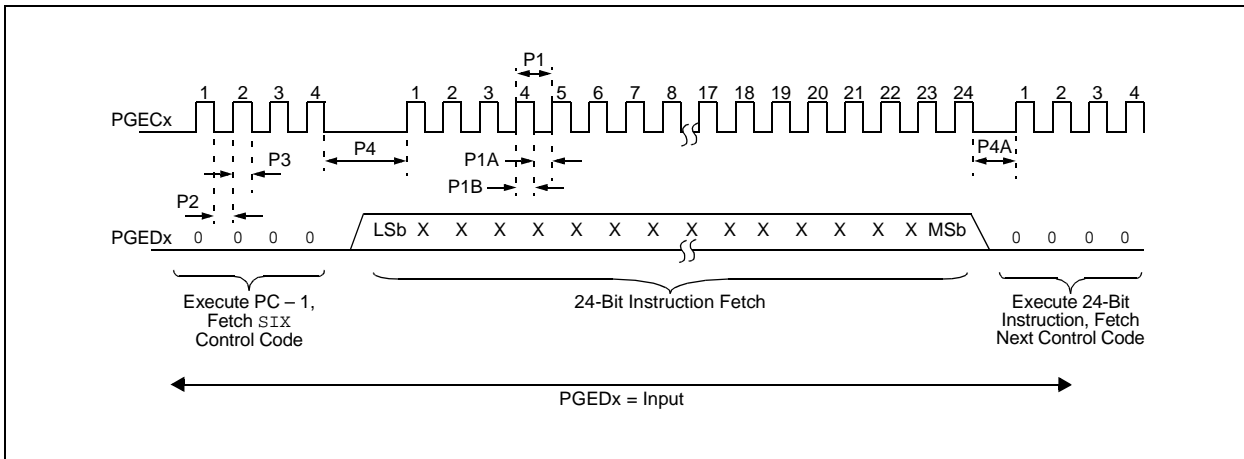 P1
1 2 3 4 1 2 3 4 5 6 7 8 17 18 19 20 21 22 23 24 1 2 3 4
PGECx
P4 P1A P4A
P3
P1B
P2
PGEDx 0 0 0 0 LSb X X X X X X X X X X X X X X MSb 0 0 0 0
Execute PC – 1,
Fetch SIX
Control Code
24-Bit Instruction Fetch
Execute 24-Bit
Instruction, Fetch
Next Control Code
PGEDx = Input